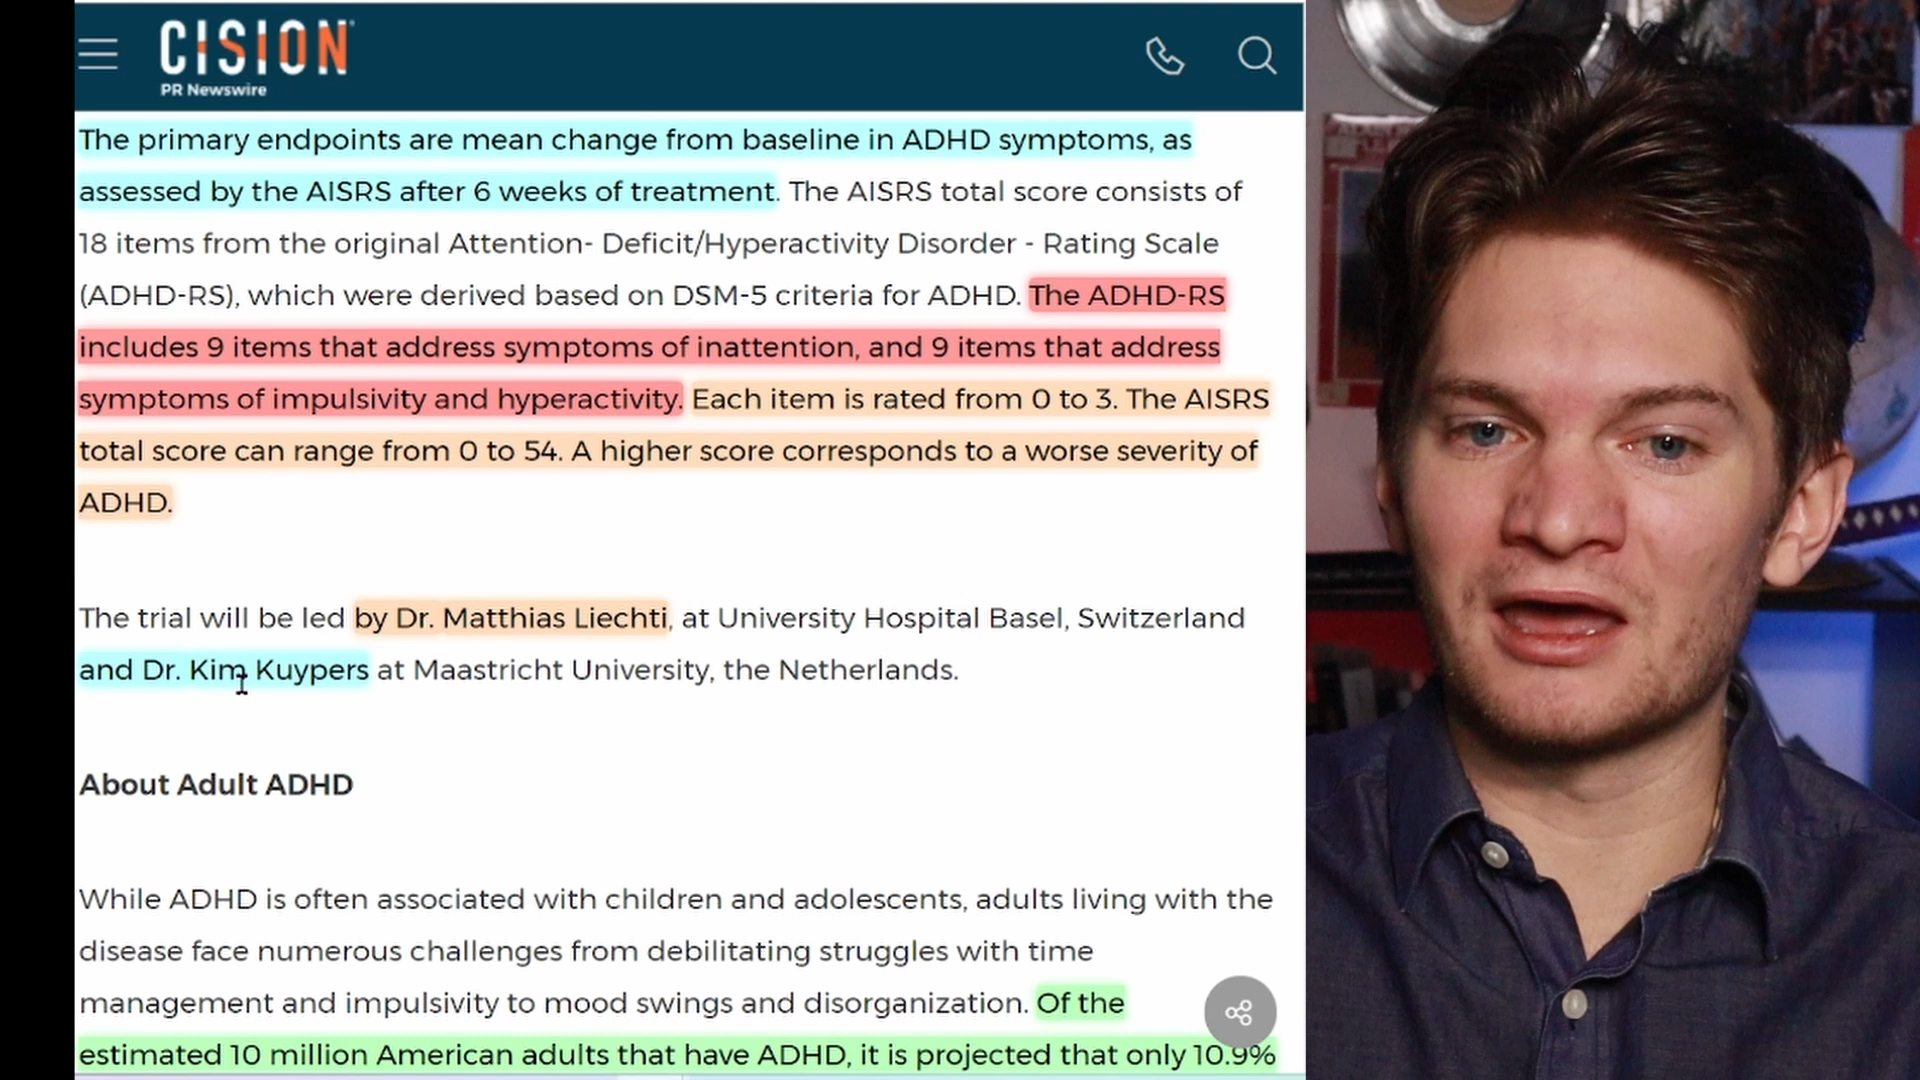 CISION
PR Newswire
The primary endpoints are mean change from baseline in ADHD symptoms, as
assessed by the AISRS after 6 weeks of treatment. The AISRS total score consists of
18 items from the original Attention- Deficit/Hyperactivity Disorder - Rating Scale
(ADHD-RS), which were derived based on DSM-5 criteria for ADHD. The ADHD-RS
includes 9 items that address symptoms of inattention, and 9 items that address
symptoms of impulsivity and hyperactivity. Each item is rated from 0 to 3. The AISRS
total score can range from 0 to 54. A higher score corresponds to a worse severity of
ADHD.
The trial will be led by Dr. Matthias Liechti, at University Hospital Basel, Switzerland
and Dr. Kim Kuypers at Maastricht University, the Netherlands.
About Adult ADHD
While ADHD is often associated with children and adolescents, adults living with the
disease face numerous challenges from debilitating struggles with time
management and impulsivity to mood swings and disorganization. Of the
estimated 10 million American adults that have ADHD, it is projected that only 10.9%